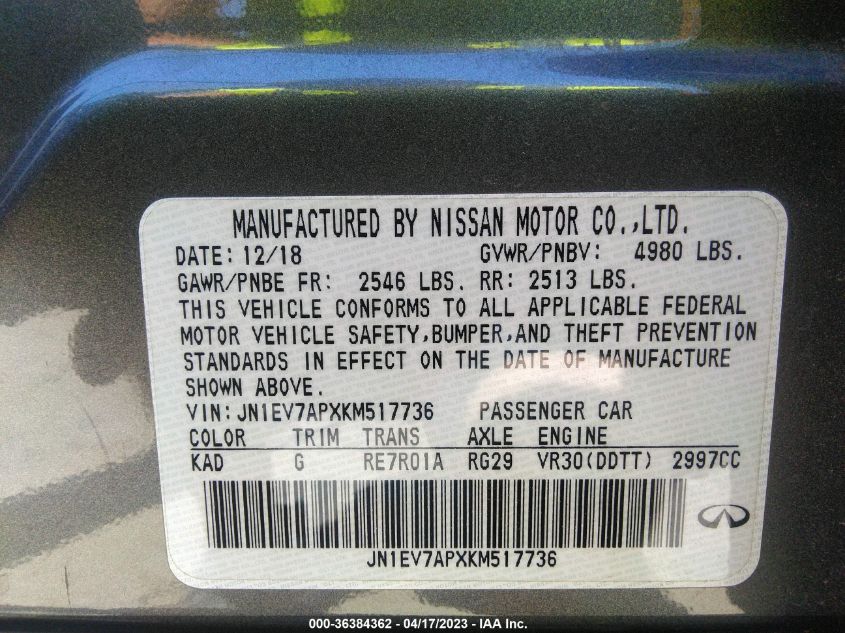 MANUFACTURED BY NISSAN MOTOR CO.,LTD.
DATE: 12/18 GVWR/PNBV: 4980 LBS.
GAWR/PNBE FR: 2546 LBS. RR: 2513 LBS.
THIS VEHICLE CONFORMS TO ALL APPLICABLE FEDERAL
MOTOR VEHICLE SAFETY,BUMPER,AND THEFT PREVENTION
STANDARDS IN EFFECT ON THE DATE OF MANUFACTURE
SHOWN ABOVE.
VIN:JN1EV7APXKM517736 PASSENGER CAR
COLOR TRIM TRANS AXLE ENGINE
KAD G RE7R01A RG29 VR30(DDTT) 2997CC
JN1EV7APXKM517736
000-36384362 - 04/17/2023 - IAA Inc.